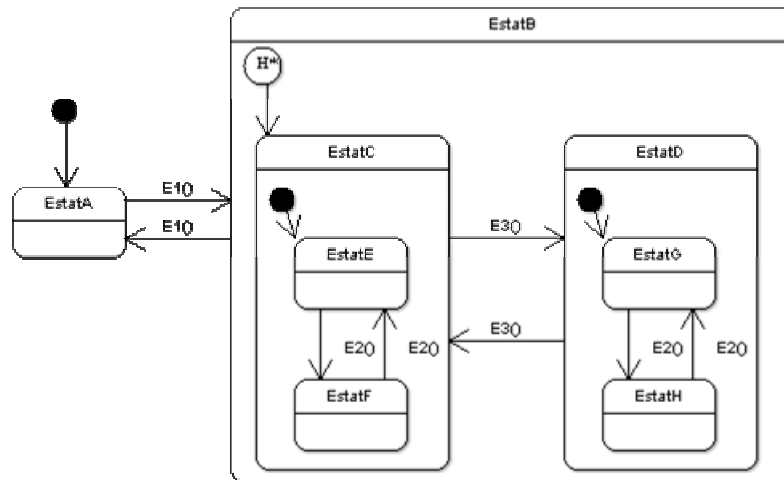 EstatB
H*
EstatC
EstatD
EstatA
E1()
E1()
EstatE
E3()
EstatG
E3()
E2()
E2()
E2()
E2()
EstatF
EstatH